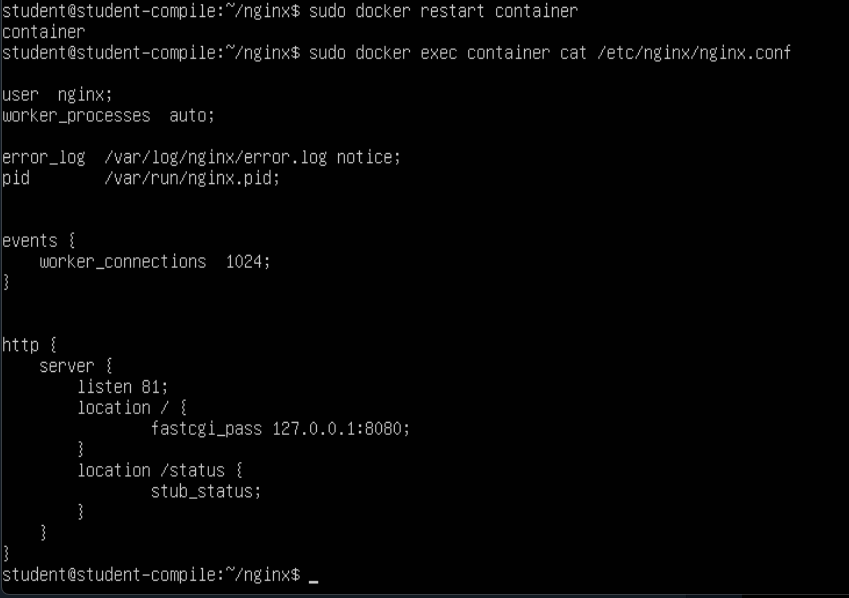 student@student-compile:~/nginx$ sudo docker restart container
container
student@student-compile:~/nginx$ sudo docker exec container cat /etc/nginx/nginx.conf
user  nginx;
worker_processes  auto;
error_log  /var/log/nginx/error.log notice;
pid        /var/run/nginx.pid;
events {
    worker_connections  1024;
}
http {
    server {
        listen 81;
        location / {
                fastcgi_pass 127.0.0.1:8080;
        }
        location /status {
                stub_status;
        }
    }
}
student@student-compile:~/nginx$ _